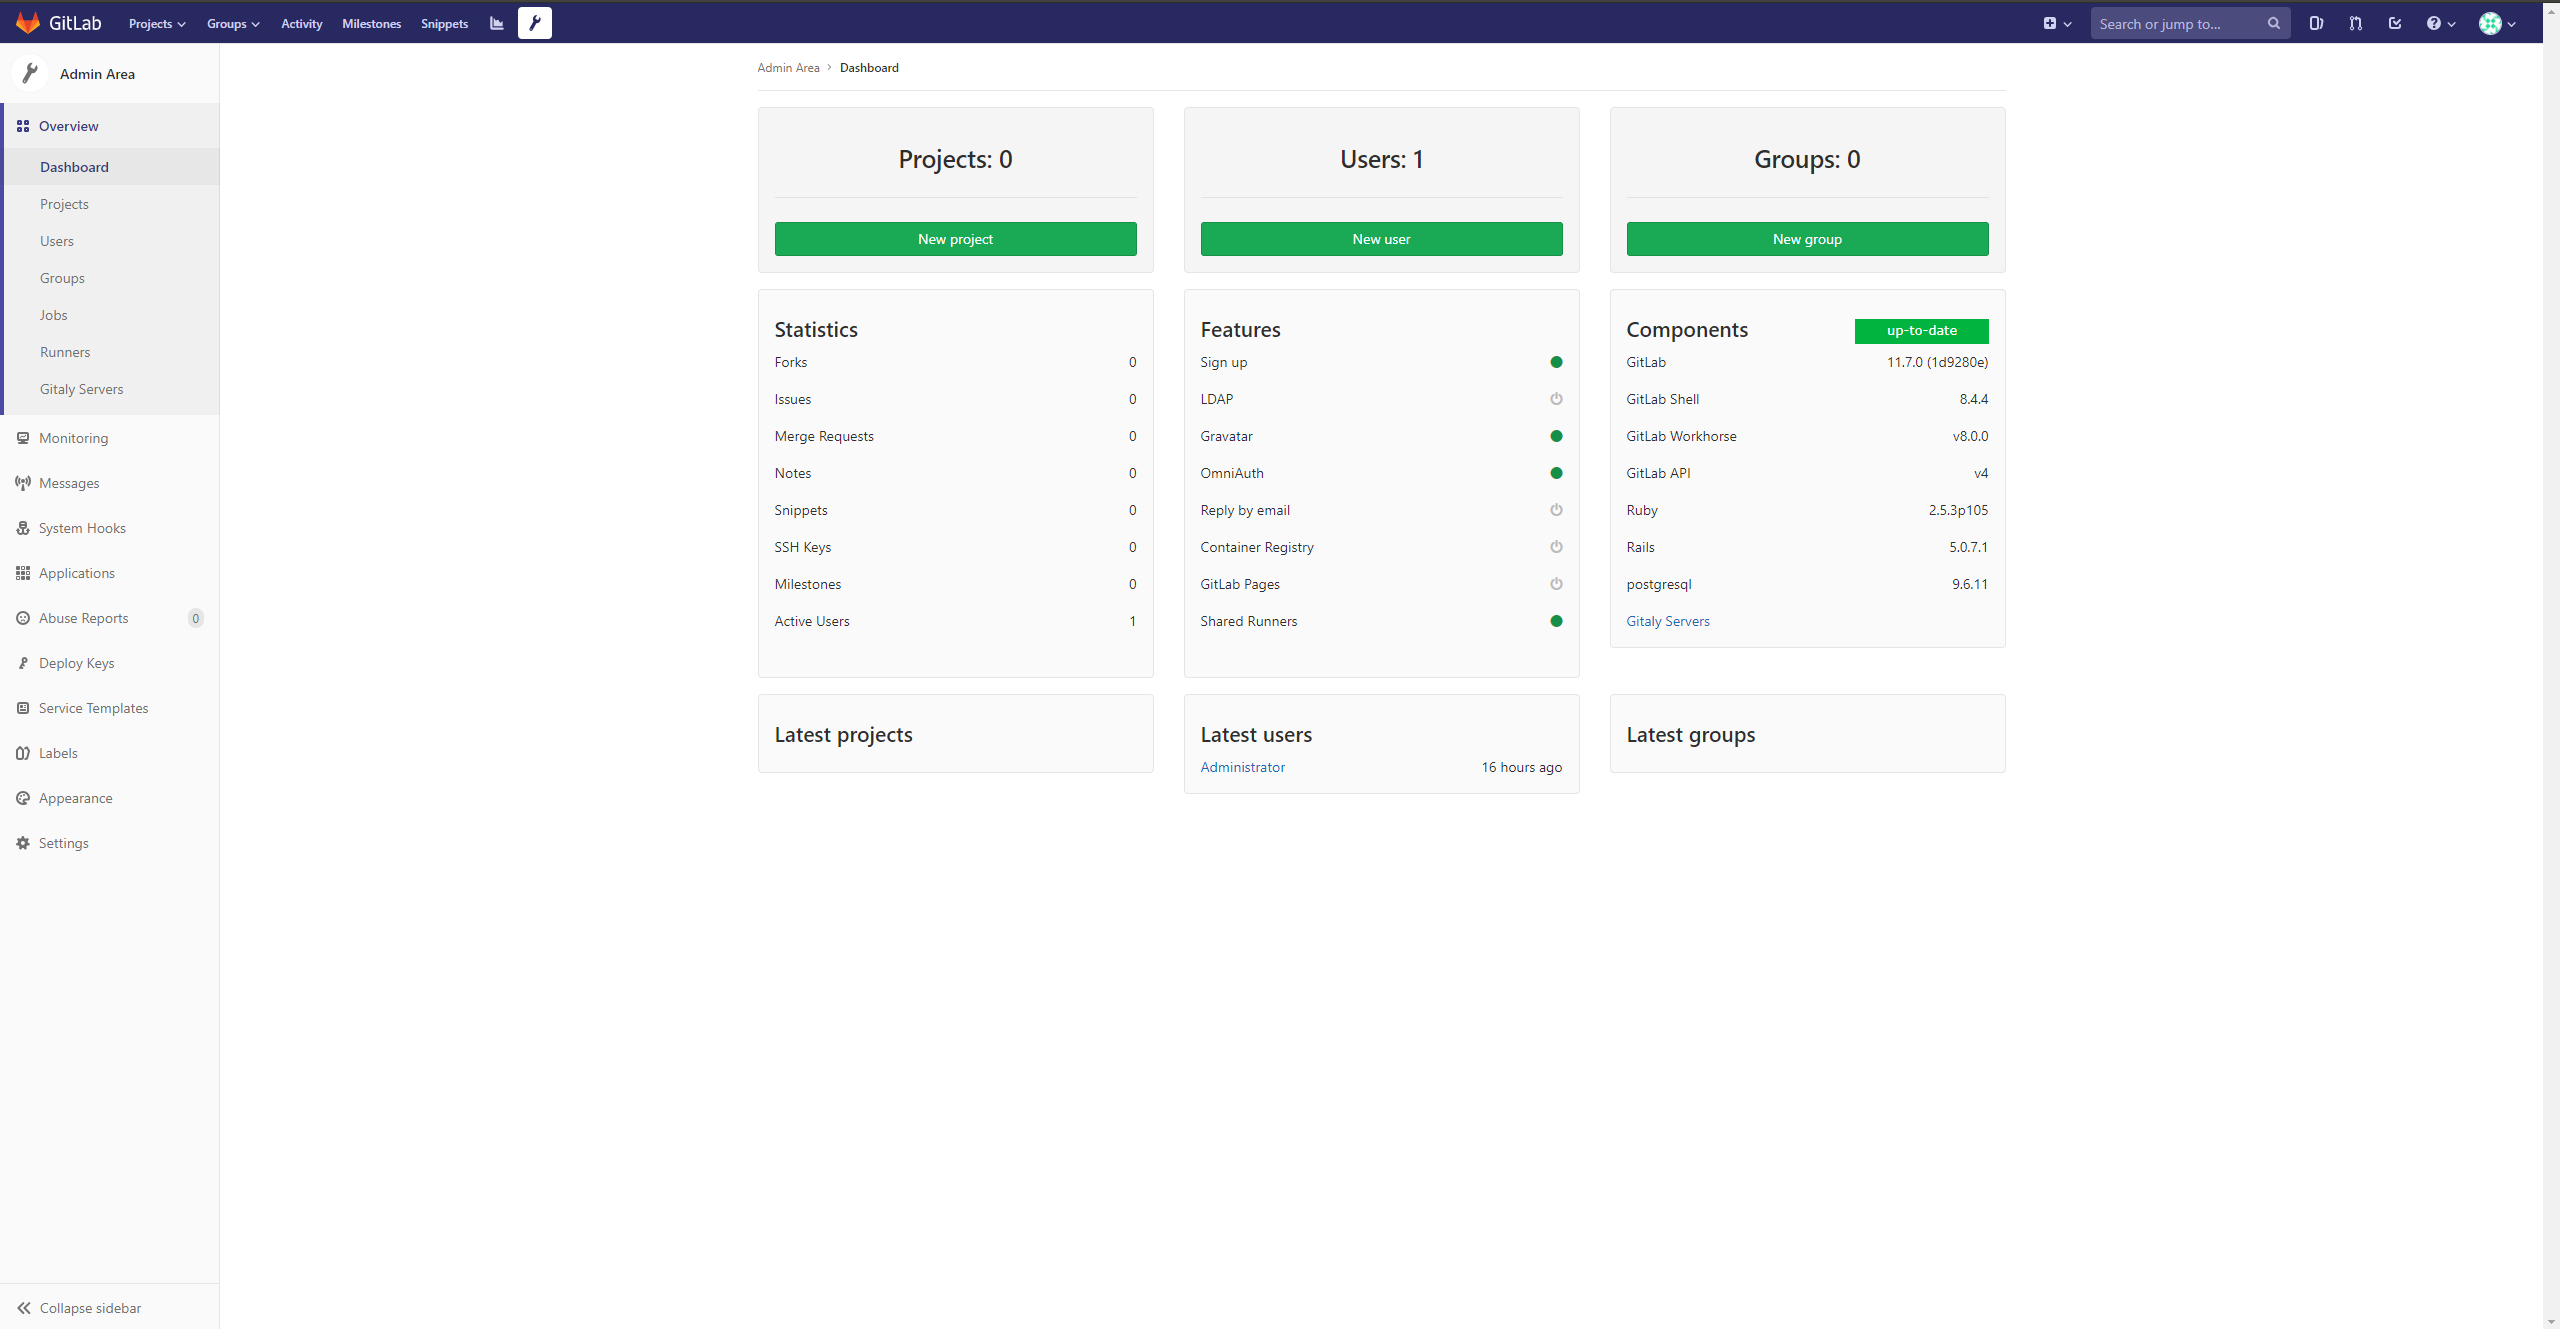 GitLab Projects Groups Activity Milestones Snippets Search or jump to...
Admin Area
Overview
Dashboard
Projects
Users
Groups
Jobs
Runners
Gitaly Servers
Monitoring
Messages
System Hooks
Applications
Abuse Reports 0
Deploy Keys
Service Templates
Labels
Appearance
Settings
Collapse sidebar
Admin Area > Dashboard
Projects: 0
New project
Users: 1
New user
Groups: 0
New group
Statistics
Forks 0
Issues 0
Merge Requests 0
Notes 0
Snippets 0
SSH Keys 0
Milestones 0
Active Users 1
Features
Sign up
LDAP
Gravatar
OmniAuth
Reply by email
Container Registry
GitLab Pages
Shared Runners
Components up-to-date
GitLab 11.7.0 (1d9280e)
GitLab Shell 8.4.4
GitLab Workhorse v8.0.0
GitLab API v4
Ruby 2.5.3p105
Rails 5.0.7.1
postgresql 9.6.11
Gitaly Servers
Latest projects
Latest users
Administrator 16 hours ago
Latest groups